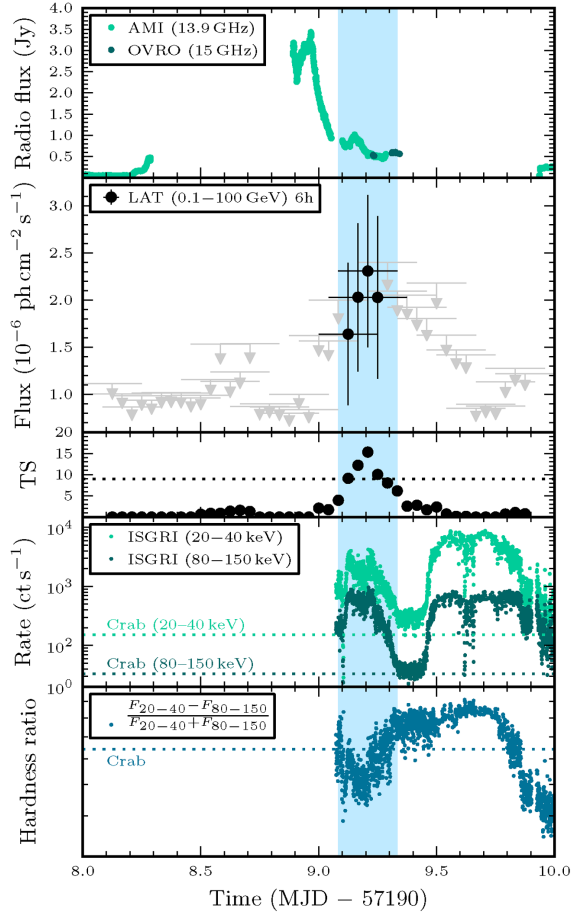 4.0
3.5
3.0
2.5
2.0
1.5
1.0
0.5
Radio flux (Jy)
AMI (13.9 GHz)
OVRO (15 GHz)
3.0
2.5
2.0
1.5
1.0
Flux (10⁻⁶ ph cm⁻² s⁻¹)
LAT (0.1−100 GeV) 6h
20
15
10
5
TS
10⁴
10³
10²
10⁰
Rate (ct s⁻¹)
ISGRI (20−40 keV)
ISGRI (80−150 keV)
Crab (20−40 keV)
Crab (80−150 keV)
Hardness ratio
F₂₀₋₄₀−F₈₀₋₁₅₀
F₂₀₋₄₀+F₈₀₋₁₅₀
Crab
8.0 8.5 9.0 9.5 10.0
Time (MJD − 57190)